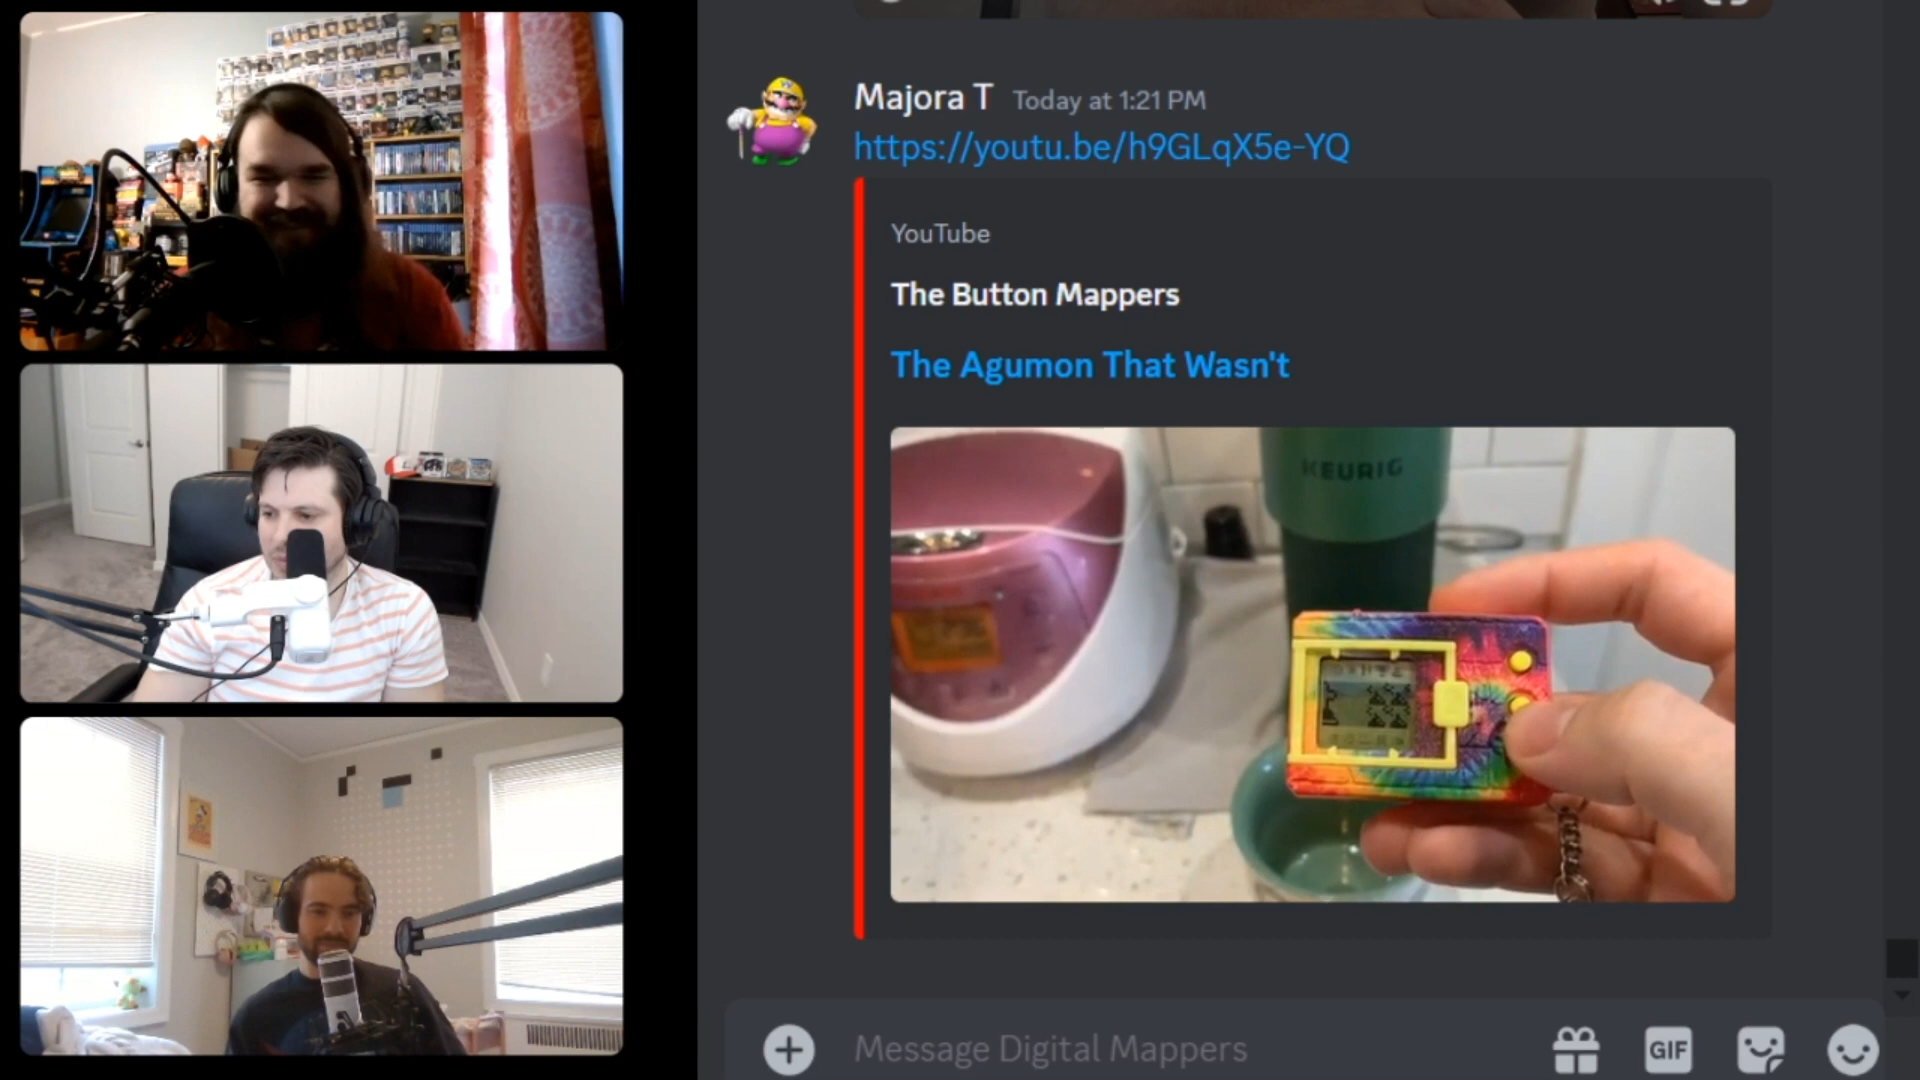 Majora T Today at 1:21 PM
https://youtu.be/h9GLqX5e-YQ
YouTube
The Button Mappers
The Agumon That Wasn't
KEURIG
Message Digital Mappers
GIF